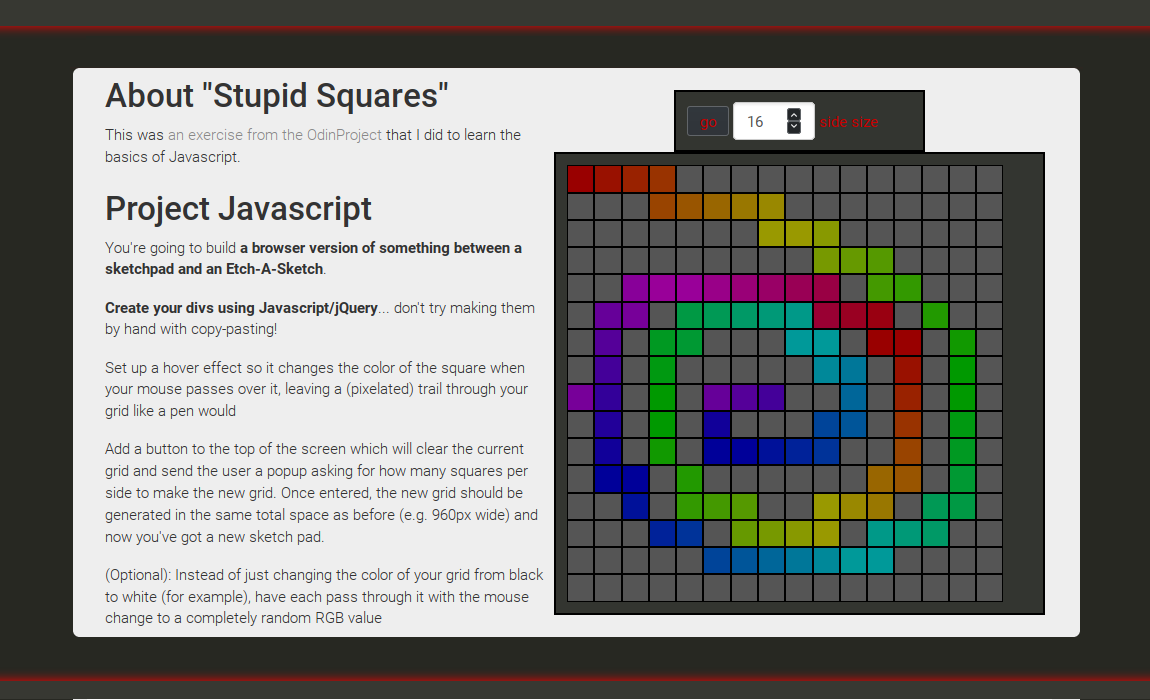 About "Stupid Squares"
This was an exercise from the OdinProject that I did to learn the
basics of Javascript.
Project Javascript
You're going to build a browser version of something between a
sketchpad and an Etch-A-Sketch.
Create your divs using Javascript/jQuery... don't try making them
by hand with copy-pasting!
Set up a hover effect so it changes the color of the square when
your mouse passes over it, leaving a (pixelated) trail through your
grid like a pen would
Add a button to the top of the screen which will clear the current
grid and send the user a popup asking for how many squares per
side to make the new grid. Once entered, the new grid should be
generated in the same total space as before (e.g. 960px wide) and
now you've got a new sketch pad.
(Optional): Instead of just changing the color of your grid from black
to white (for example), have each pass through it with the mouse
change to a completely random RGB value
go 16 side size